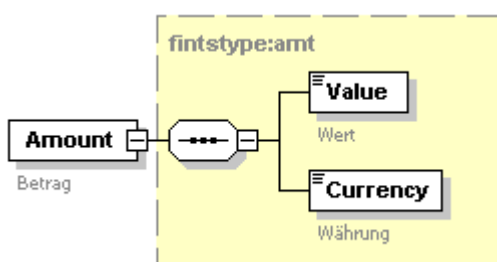 fintstype:amt
Value
Wert
Amount
Betrag
Currency
Währung